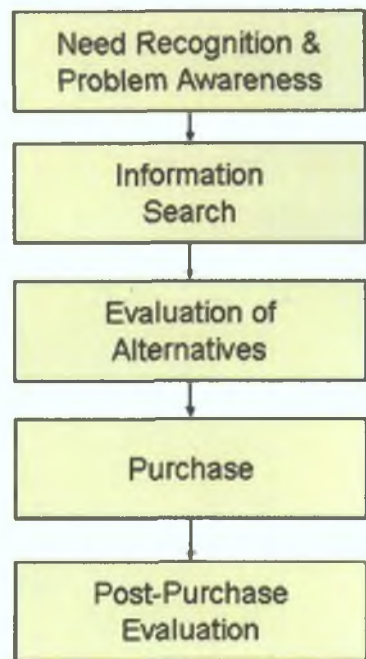 Need Recognition &
Problem Awareness
Information
Search
Evaluation of
Alternatives
Purchase
Post-Purchase
Evaluation